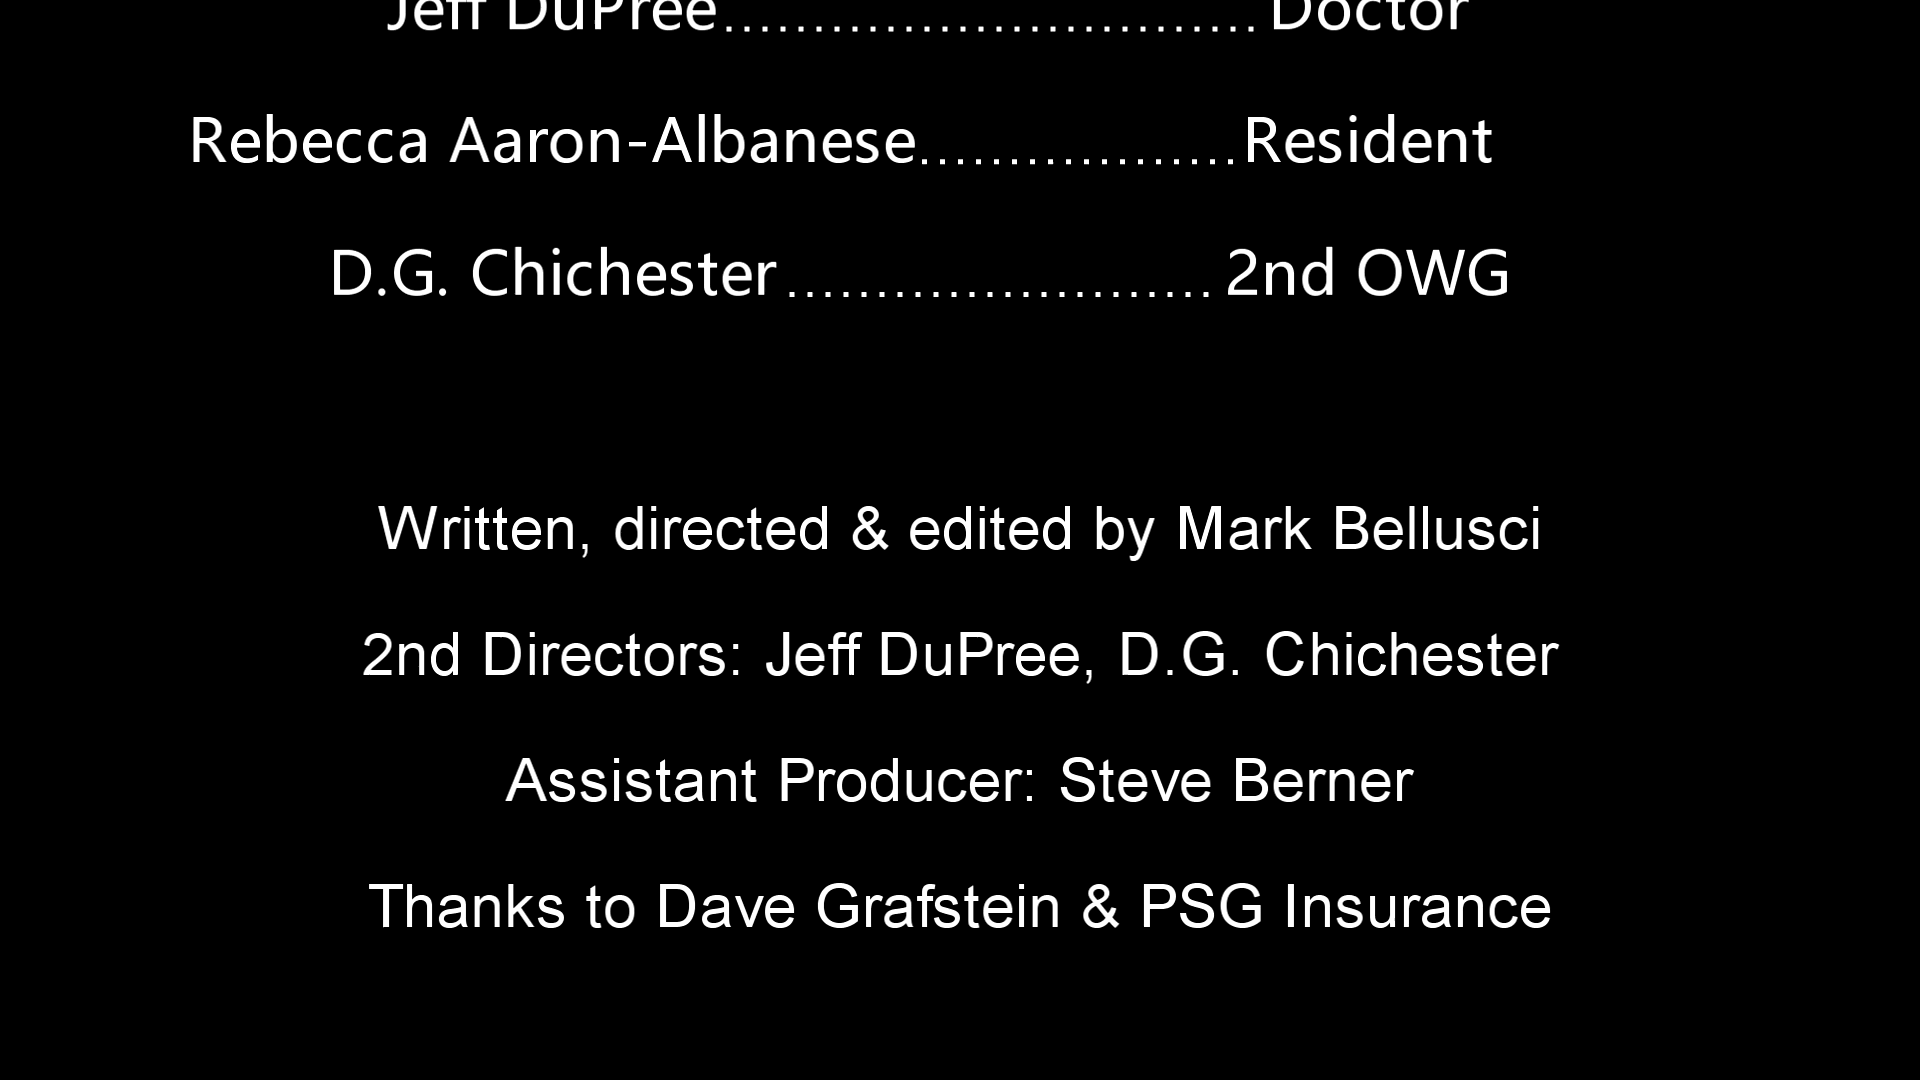 Jeff DuPree............................Doctor
Rebecca Aaron-Albanese.................Resident
D.G. Chichester.......................2nd OWG
Written, directed & edited by Mark Bellusci
2nd Directors: Jeff DuPree, D.G. Chichester
Assistant Producer: Steve Berner
Thanks to Dave Grafstein & PSG Insurance